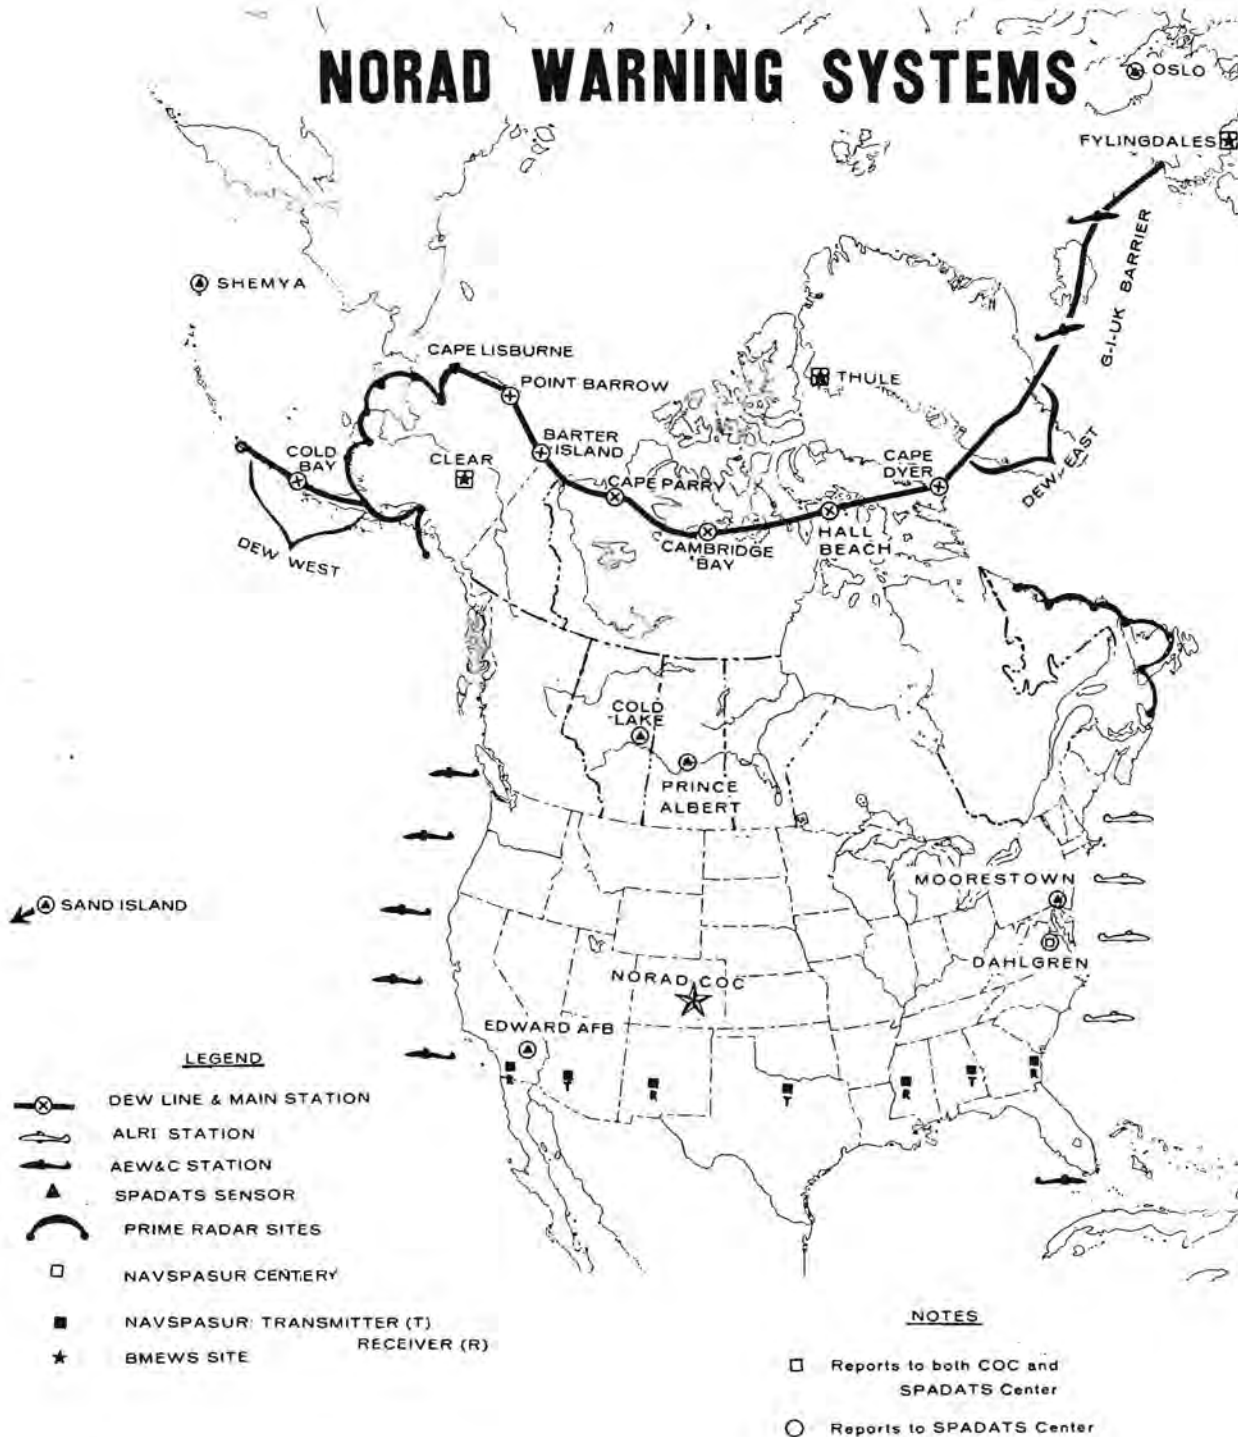 NORAD WARNING SYSTEMS
OSLO
FYLINGDALES
G-I-UK BARRIER
SHEMYA
CAPE LISBURNE
POINT BARROW
THULE
BARTER
ISLAND
COLD
BAY
CLEAR
CAPE PARRY
CAPE
DYER
DEW EAST
HALL
BEACH
CAMBRIDGE
BAY
DEW WEST
COLD
LAKE
PRINCE
ALBERT
MOORESTOWN
SAND ISLAND
DAHLGREN
NORAD COC
EDWARD AFB
R
T
R
T
R
T
R
LEGEND
DEW LINE & MAIN STATION
ALRI STATION
AEW&C STATION
SPADATS SENSOR
PRIME RADAR SITES
NAVSPASUR CENTERY
NAVSPASUR: TRANSMITTER (T)
RECEIVER (R)
BMEWS SITE
NOTES
Reports to both COC and
SPADATS Center
Reports to SPADATS Center